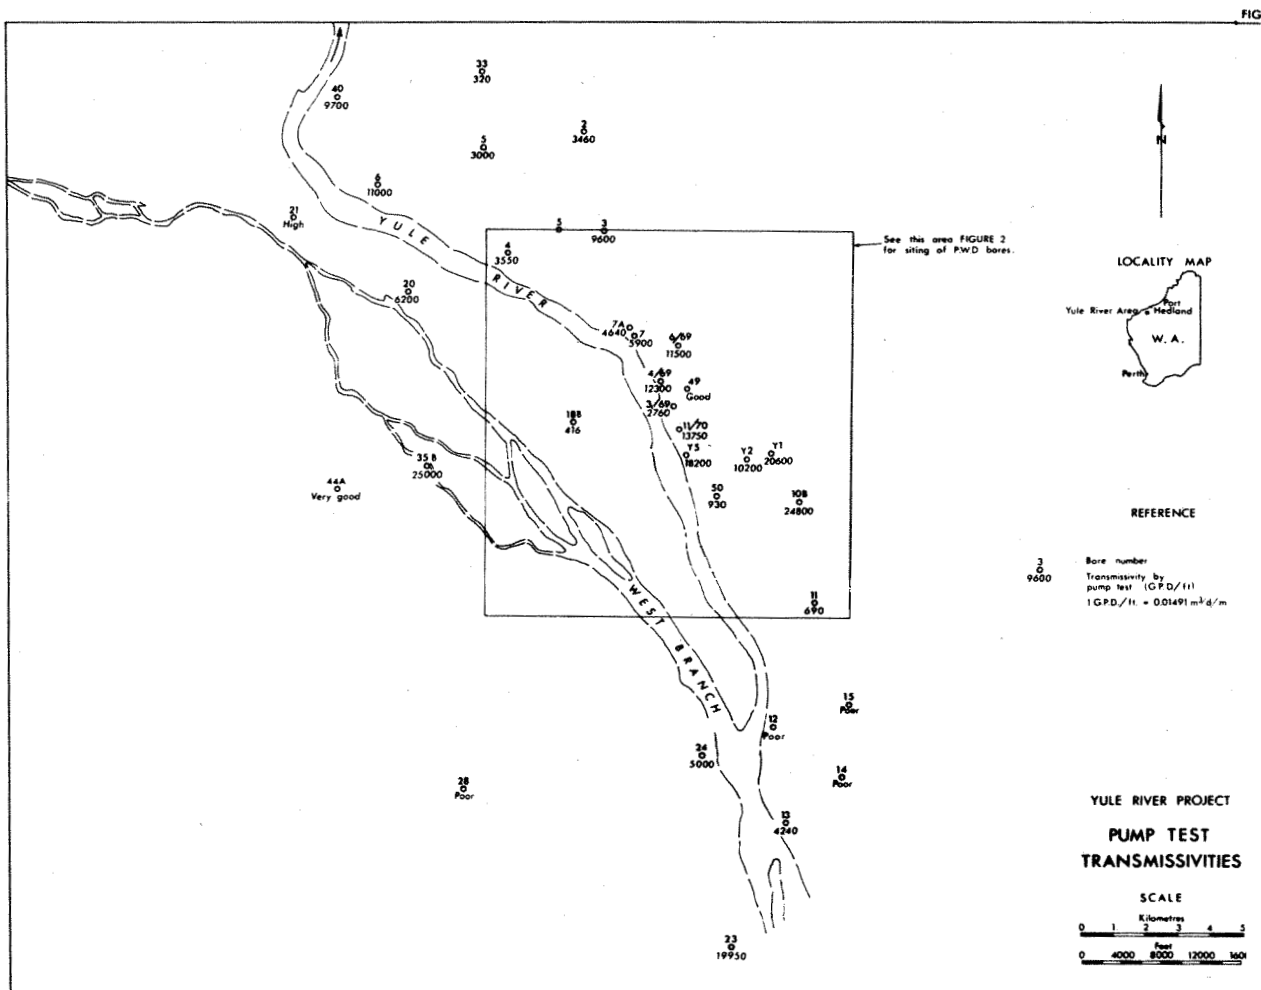 FIG
33
320
40
9700
2
3460
5
3000
6
11000
21
High
YULE
RIVER
5
3
9600
4
3550
See this area FIGURE 2
for siting of P.W.D bores.
N
LOCALITY MAP
Port
Hedland
Yule River Area
W. A.
Perth
20
6200
7A
4640
7
5900
6/69
11500
4/69
12300
49
Good
3/69
2760
11/70
13750
18B
416
Y5
18200
Y2
10200
Y1
20600
35 B
25000
44A
Very good
50
930
10B
24800
REFERENCE
3
9600
Bore number
Transmissivity by
pump test (G.P.D/ft)
1 G.P.D./ft. = 0.01491 m³/d/m
11
690
WEST BRANCH
15
Poor
12
Poor
24
5000
14
Poor
28
Poor
13
4240
23
19950
YULE RIVER PROJECT
PUMP TEST
TRANSMISSIVITIES
SCALE
Kilometres
0 1 2 3 4 5
Feet
0 4000 8000 12000 1600